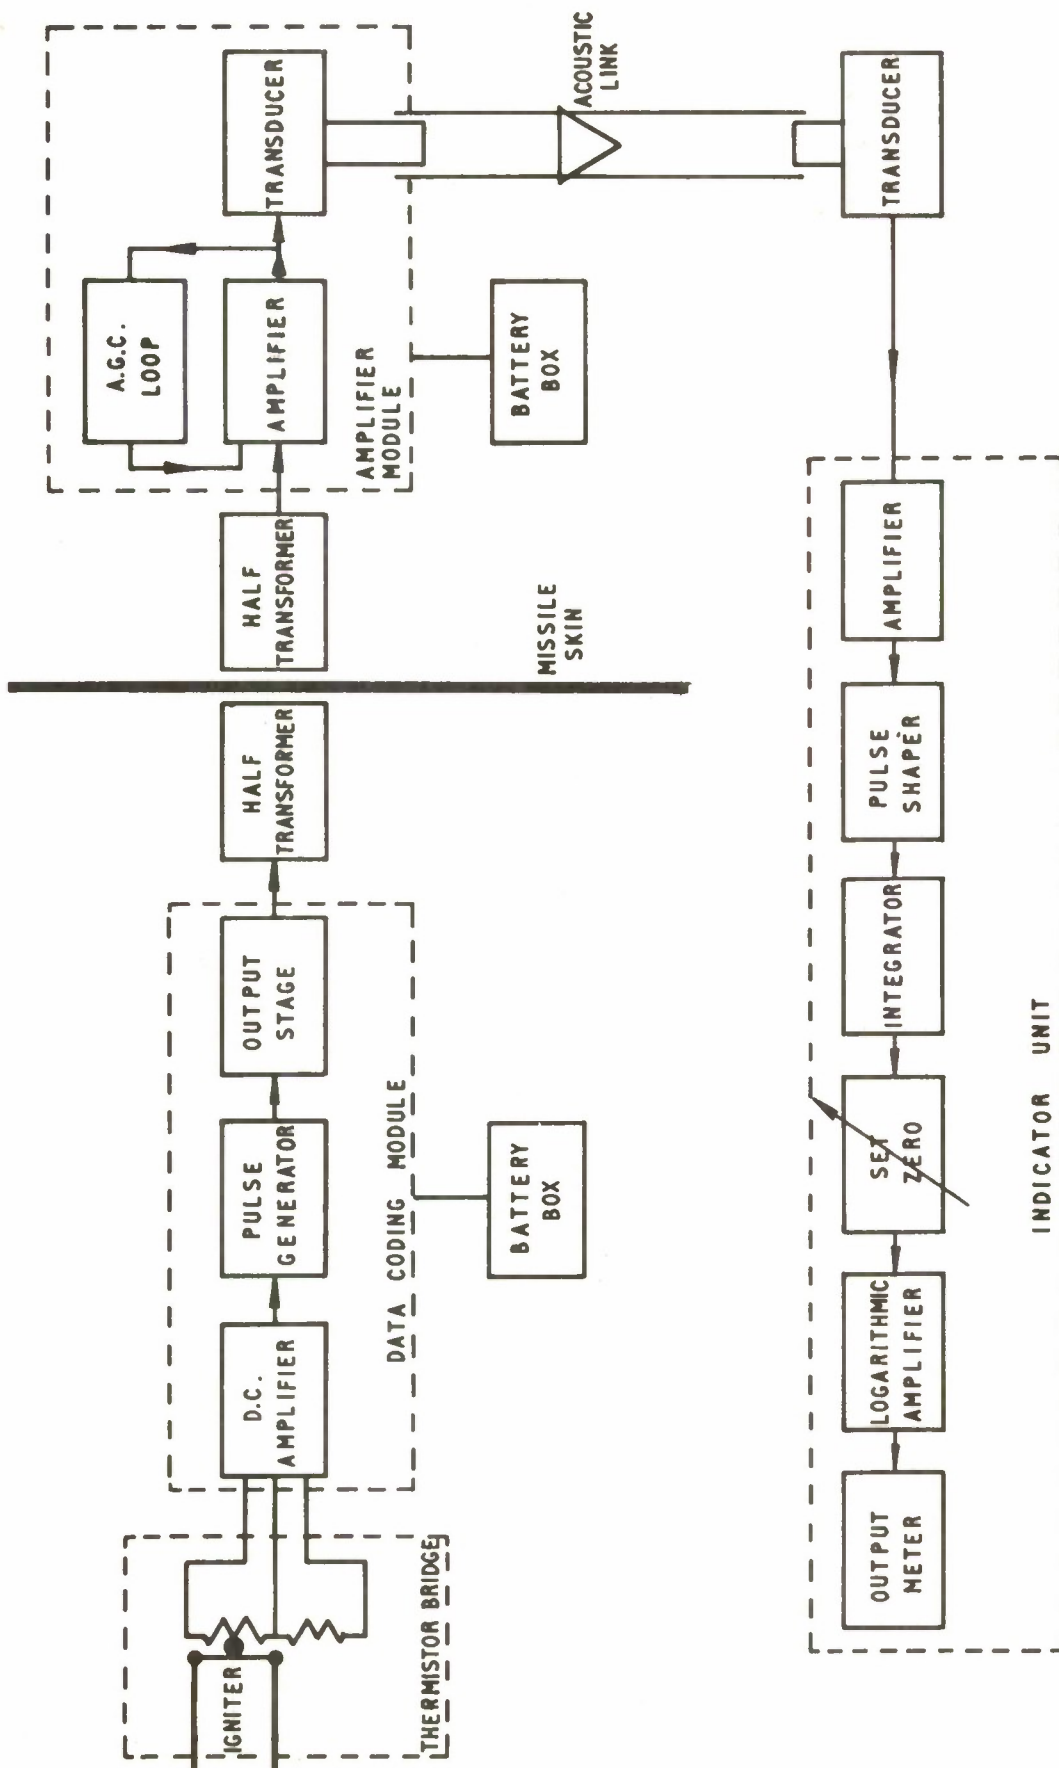 IGNITER
THERMISTOR BRIDGE
D.C.
AMPLIFIER
PULSE
GENERATOR
OUTPUT
STAGE
DATA CODING MODULE
BATTERY
BOX
HALF
TRANSFORMER
MISSILE
SKIN
HALF
TRANSFORMER
A.G.C.
LOOP
AMPLIFIER
TRANSDUCER
AMPLIFIER
MODULE
BATTERY
BOX
ACOUSTIC
LINK
TRANSDUCER
AMPLIFIER
PULSE
SHAPER
INTEGRATOR
SET
ZERO
LOGARITHMIC
AMPLIFIER
OUTPUT
METER
INDICATOR UNIT